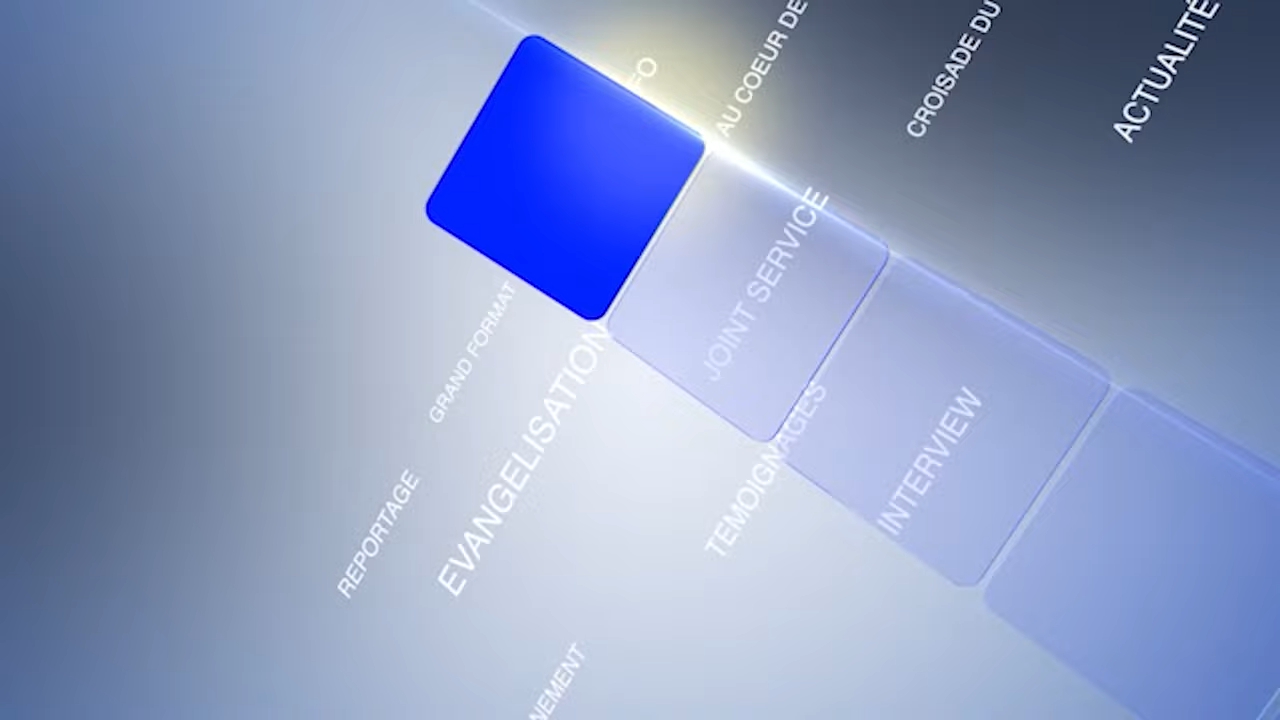 AU COEUR DE
CROISADE DU
ACTUALITÉ
JOINT SERVICE
GRAND FORMAT
EVANGELISATION
TEMOIGNAGES
INTERVIEW
REPORTAGE